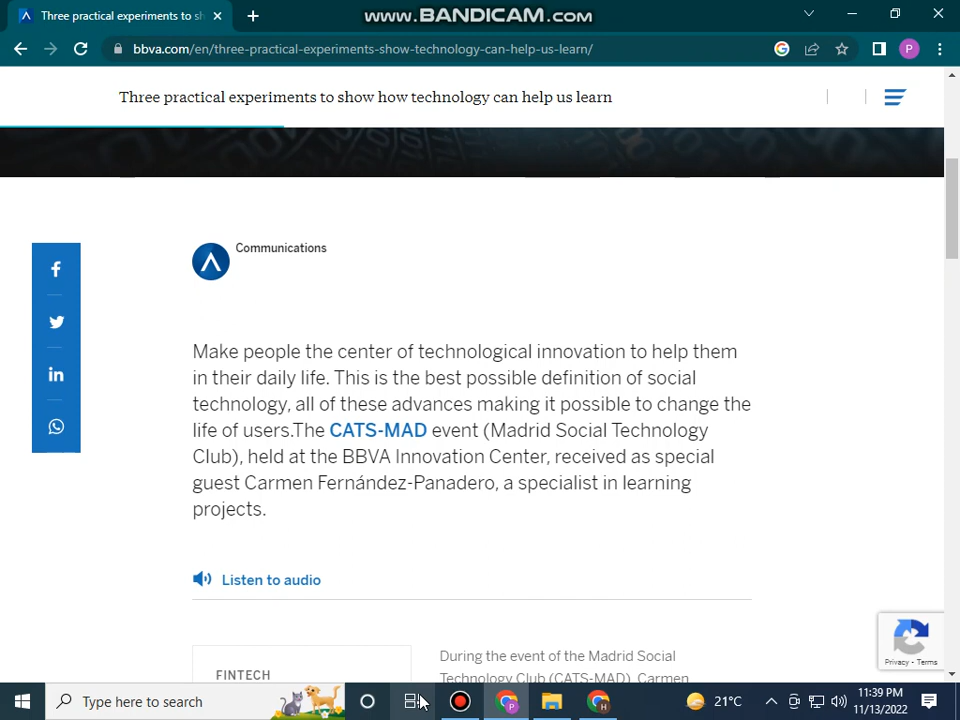 Three practical experiments to sh
WWW.BANDICAM.COM
bbva.com/en/three-practical-experiments-show-technology-can-help-us-learn/
P
Three practical experiments to show how technology can help us learn
Communications
Make people the center of technological innovation to help them
in their daily life. This is the best possible definition of social
technology, all of these advances making it possible to change the
life of users.The CATS-MAD event (Madrid Social Technology
Club), held at the BBVA Innovation Center, received as special
guest Carmen Fernández-Panadero, a specialist in learning
projects.
Listen to audio
FINTECH
During the event of the Madrid Social
Technology Club (CATS-MAD), Carmen
Privacy - Terms
Type here to search
21°C
11:39 PM
11/13/2022